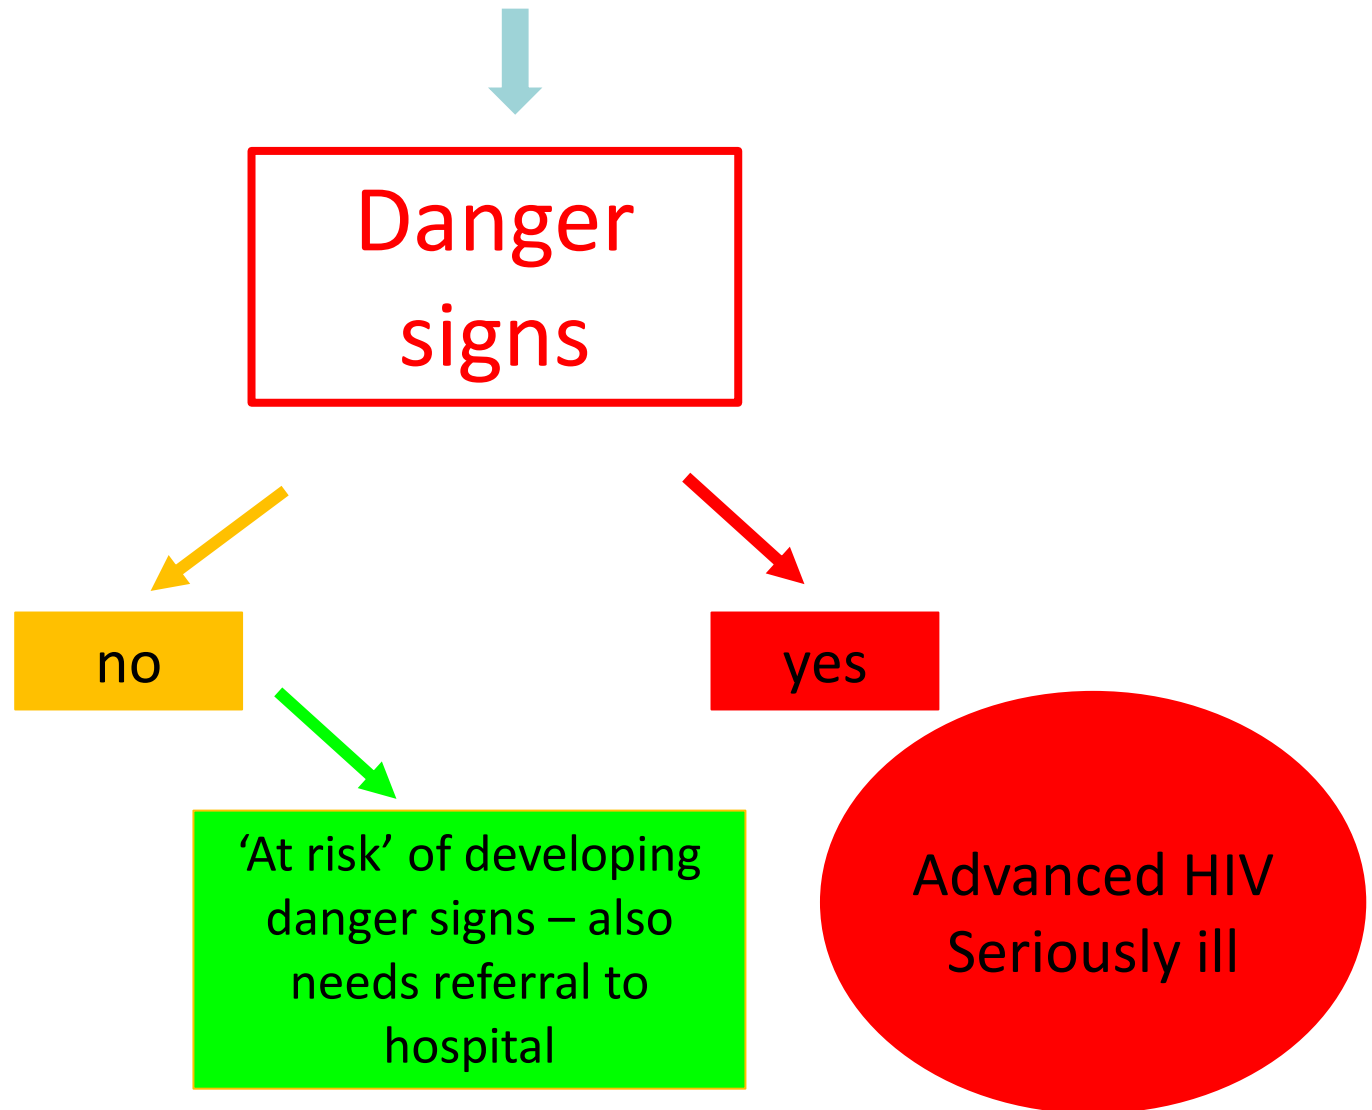 Danger
signs
no
yes
‘At risk’ of developing
danger signs – also
needs referral to
hospital
Advanced HIV
Seriously ill